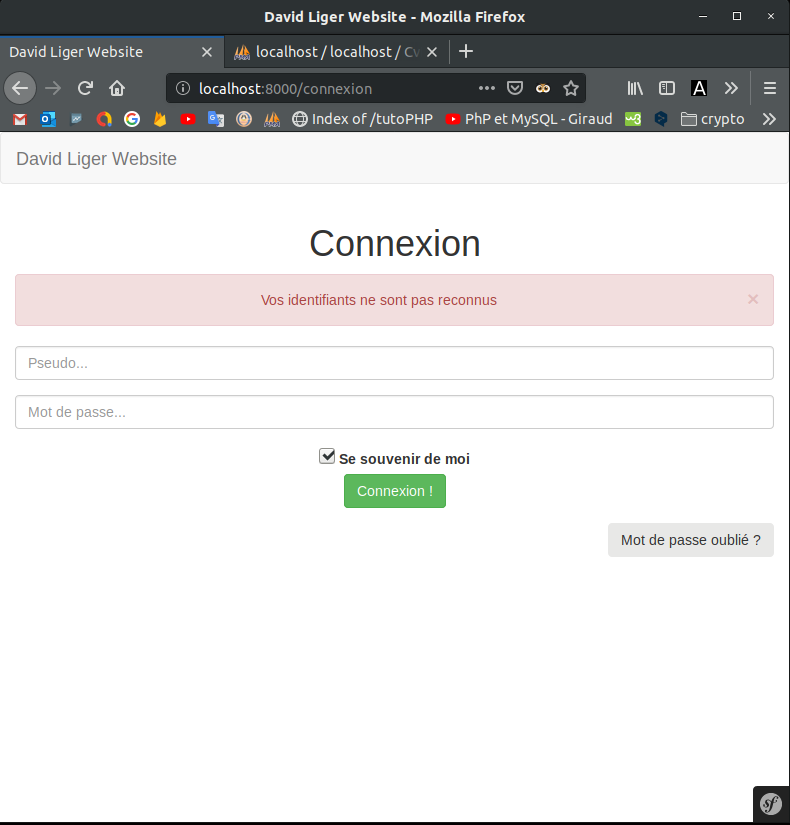 David Liger Website - Mozilla Firefox
David Liger Website
localhost / localhost / Cv
localhost:8000/connexion
A
Index of /tutoPHP
PhP et MySQL - Giraud
crypto
David Liger Website
Connexion
Vos identifiants ne sont pas reconnus
Pseudo...
Mot de passe...
Se souvenir de moi
Connexion !
Mot de passe oublié ?
sf